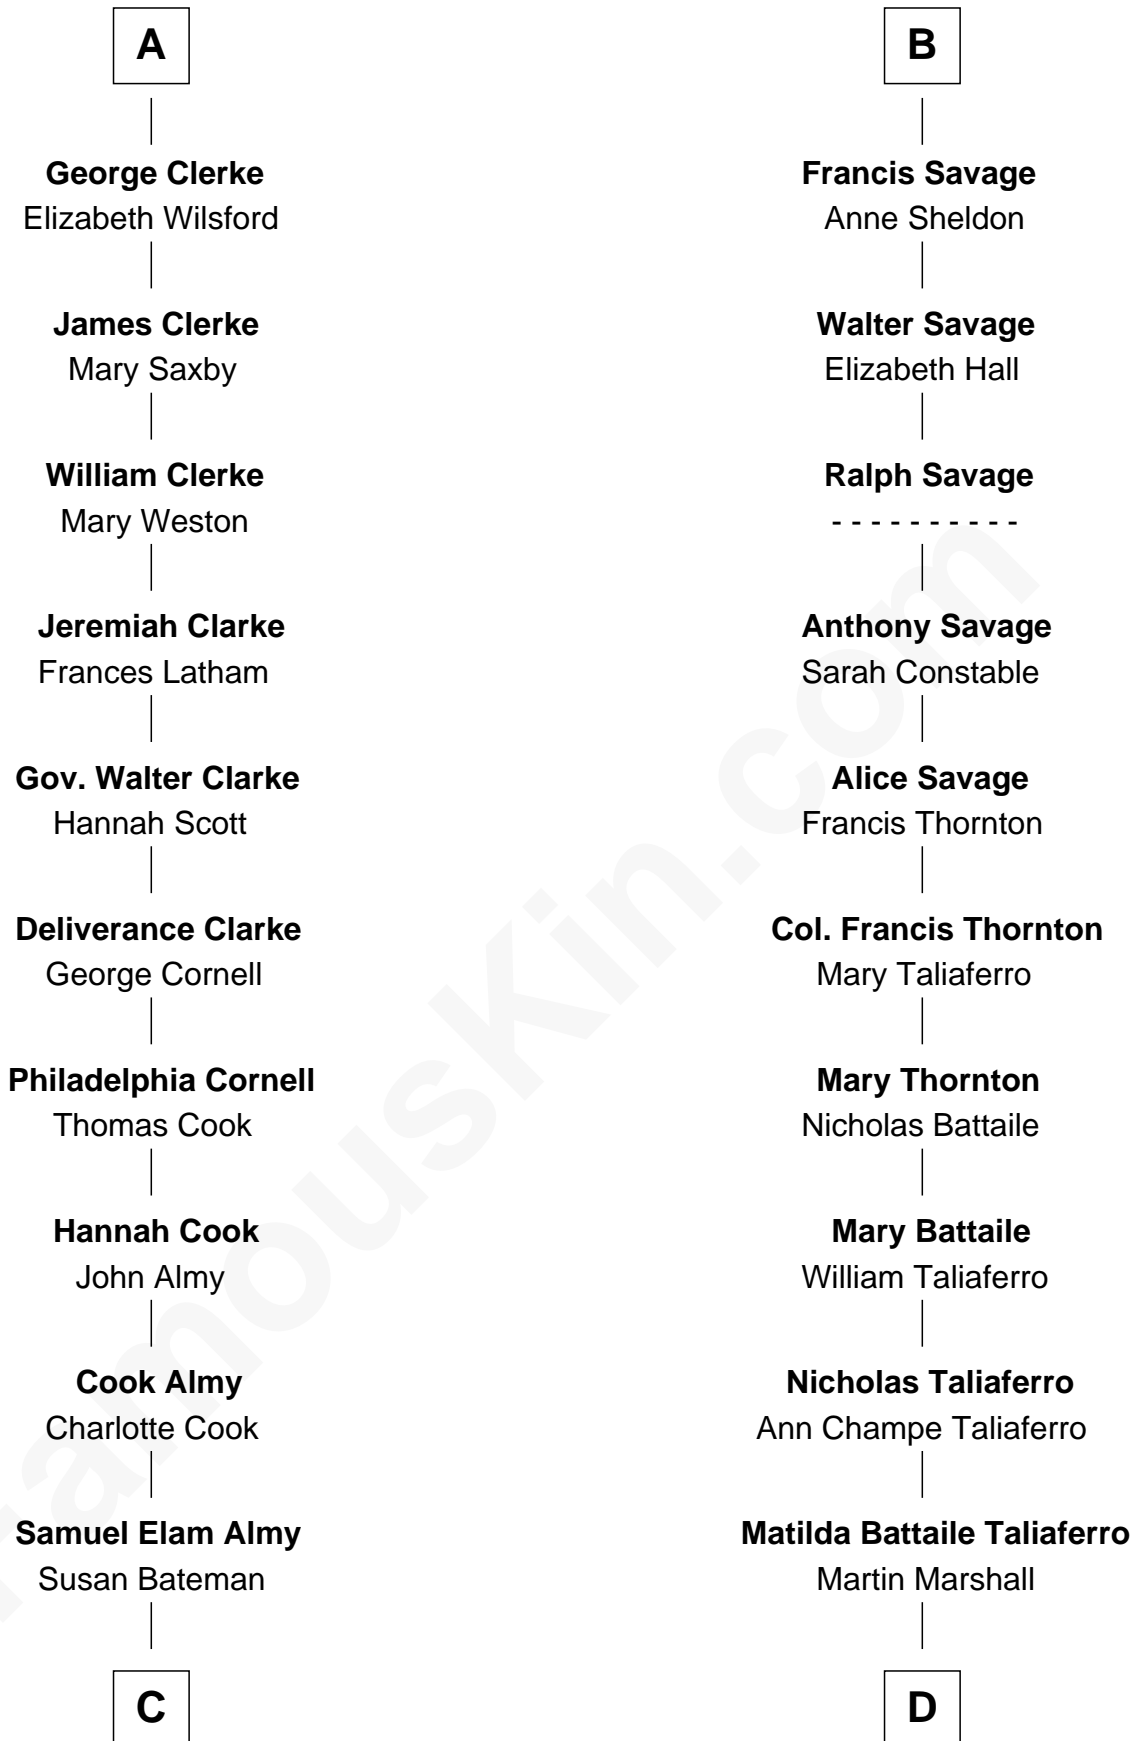 A
George Clerke
Elizabeth Wilsford
James Clerke
Mary Saxby
William Clerke
Mary Weston
Jeremiah Clarke
Frances Latham
Gov. Walter Clarke
Hannah Scott
Deliverance Clarke
George Cornell
Philadelphia Cornell
Thomas Cook
Hannah Cook
John Almy
Cook Almy
Charlotte Cook
Samuel Elam Almy
Susan Bateman
C
B
Francis Savage
Anne Sheldon
Walter Savage
Elizabeth Hall
Ralph Savage
- - - - - - - - - -
Anthony Savage
Sarah Constable
Alice Savage
Francis Thornton
Col. Francis Thornton
Mary Taliaferro
Mary Thornton
Nicholas Battaile
Mary Battaile
William Taliaferro
Nicholas Taliaferro
Ann Champe Taliaferro
Matilda Battaile Taliaferro
Martin Marshall
D
FamousKin.com